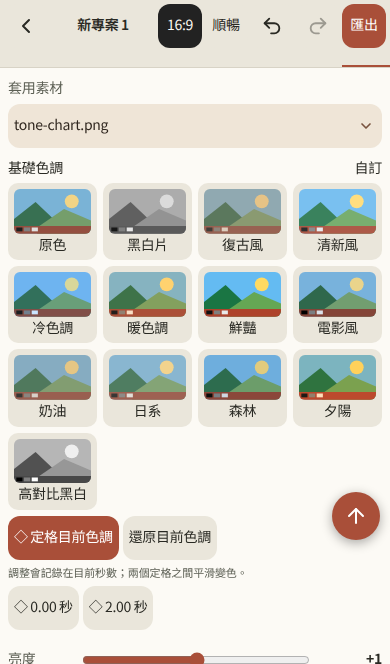 新專案 1 16:9 順暢 匯出
套用素材
tone-chart.png
基礎色調 自訂
原色 黑白片 復古風 清新風
冷色調 暖色調 鮮豔 電影風
奶油 日系 森林 夕陽
高對比黑白
◇ 定格目前色調 還原目前色調
調整會記錄在目前秒數；兩個定格之間平滑變色。
◇ 0.00 秒 ◇ 2.00 秒
亮度 +1